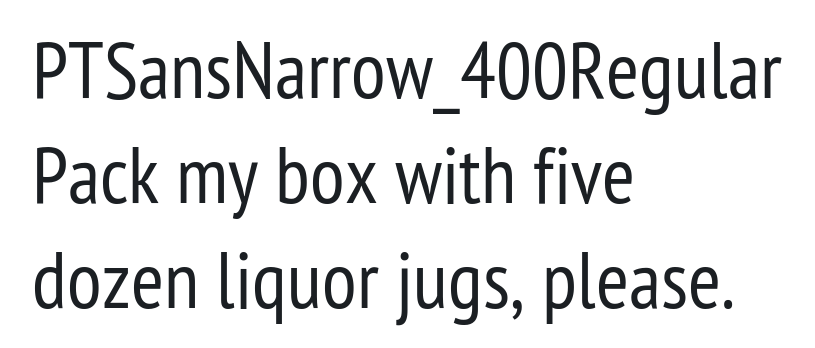 PTSansNarrow_400Regular
Pack my box with five
dozen liquor jugs, please.